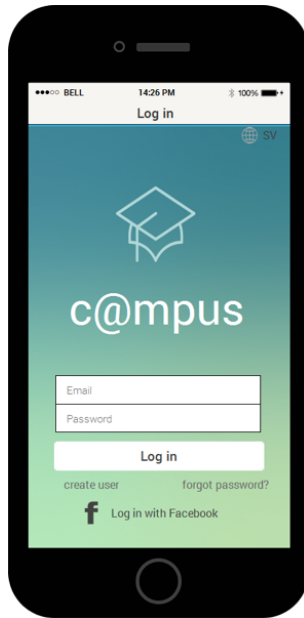 BELL 14:26 PM 100%
Log in
SV
c@mpus
Email
Password
Log in
create user forgot password?
f Log in with Facebook